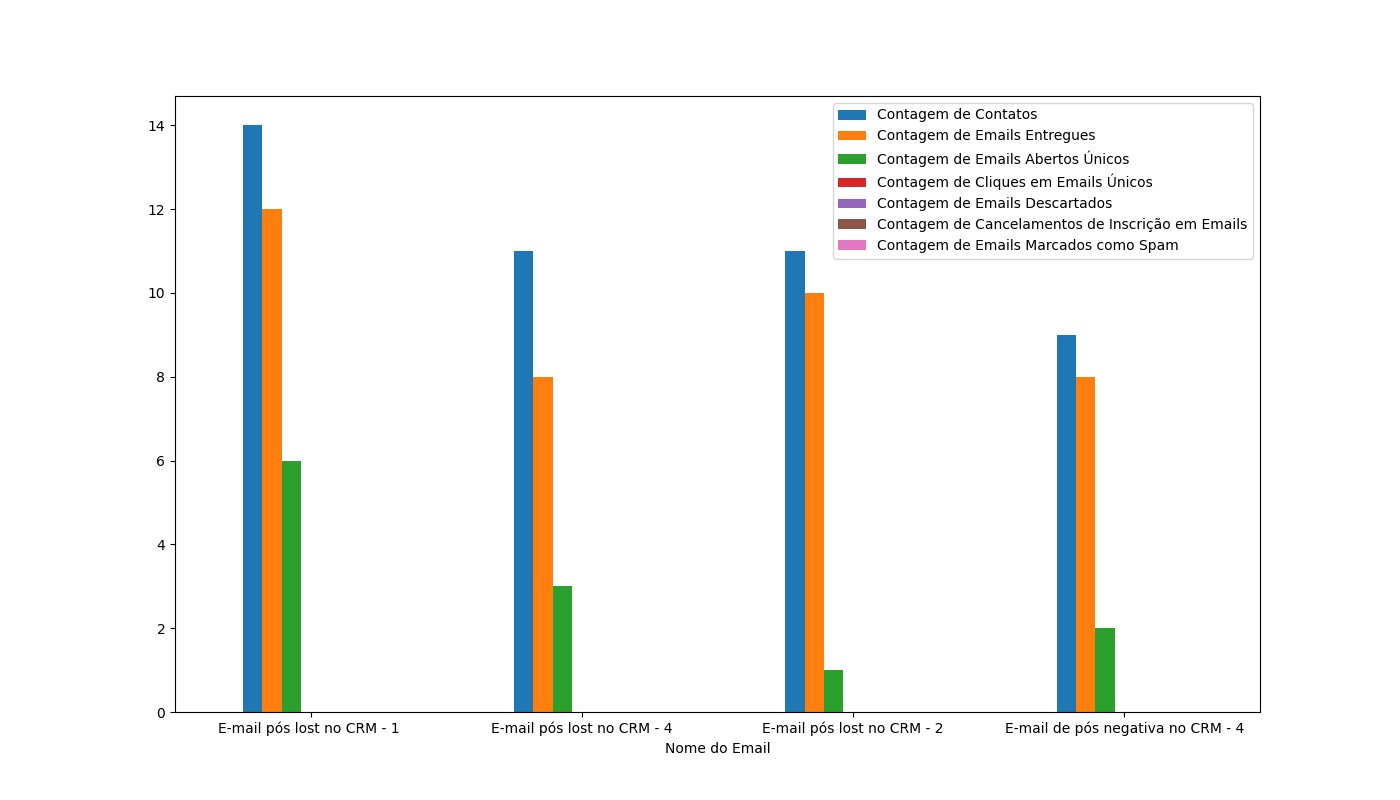 Contagem de Contatos
Contagem de Emails Entregues
Contagem de Emails Abertos Únicos
Contagem de Cliques em Emails Únicos
Contagem de Emails Descartados
Contagem de Cancelamentos de Inscrição em Emails
Contagem de Emails Marcados como Spam
14
12
10
8
6
4
2
0
E-mail pós lost no CRM - 1
E-mail pós lost no CRM - 4
E-mail pós lost no CRM - 2
E-mail de pós negativa no CRM - 4
Nome do Email